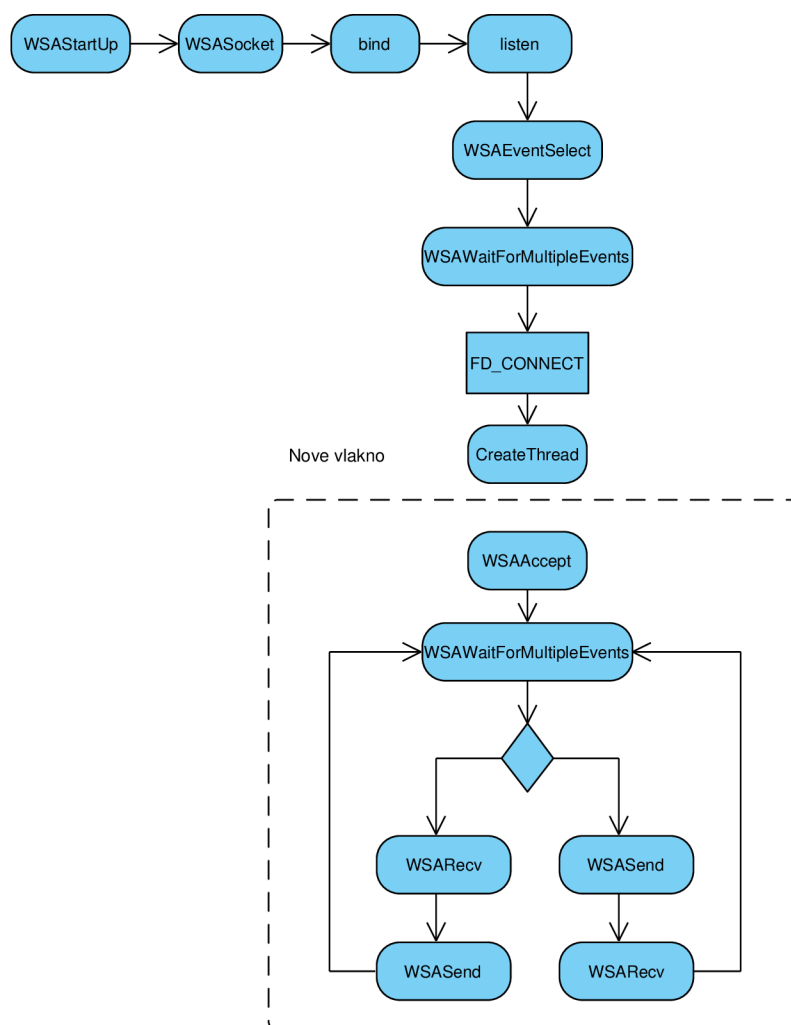 WSAStartUp
WSASocket
bind
listen
WSAEventSelect
WSAWaitForMultipleEvents
FD_CONNECT
CreateThread
Nove vlakno
WSAAccept
WSAWaitForMultipleEvents
WSARecv
WSASend
WSASend
WSARecv